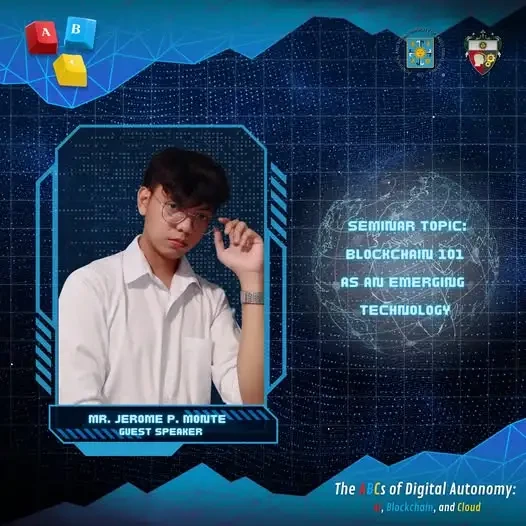 A B
SEMINAR TOPIC:
BLOCKCHAIN 101
AS AN EMERGING
TECHNOLOGY
MR. JEROME P. MONTE
GUEST SPEAKER
The ABCs of Digital Autonomy:
AI, Blockchain, and Cloud